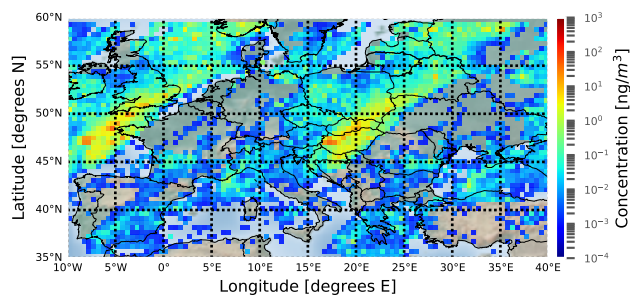 60°N
55°N
50°N
45°N
40°N
35°N
10°W 5°W 0° 5°E 10°E 15°E 20°E 25°E 30°E 35°E 40°E
Latitude [degrees N]
Longitude [degrees E]
10³
10²
10¹
10⁰
10⁻¹
10⁻²
10⁻³
10⁻⁴
Concentration [ng/m³]